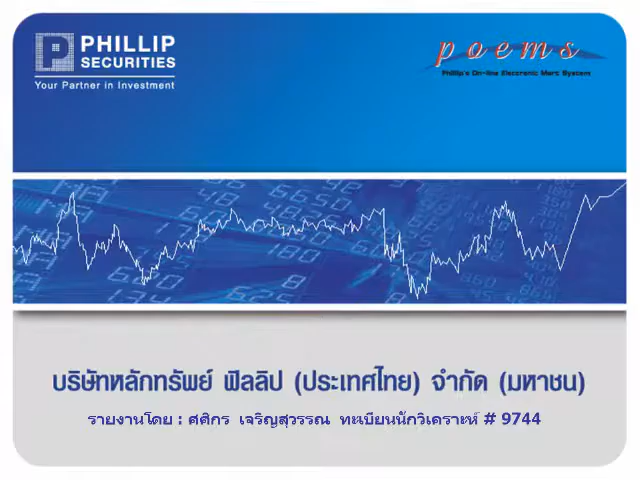 PHILLIP
SECURITIES
Your Partner in Investment
poems
Phillip's On-line Electronic Mart System
บริษัทหลักทรัพย์ ฟิลลิป (ประเทศไทย) จำกัด (มหาชน)
รายงานโดย : ศศิกร เจริญสุวรรณ ทะเบียนนักวิเคราะห์ # 9744